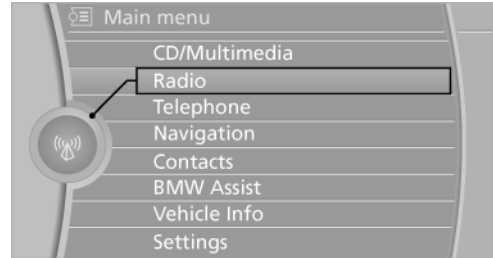 Main menu
CD/Multimedia
Radio
Telephone
Navigation
Contacts
BMW Assist
Vehicle Info
Settings